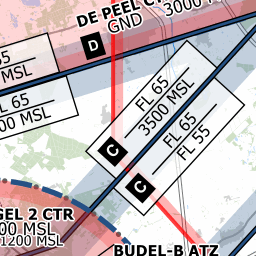 DE PEEL C
GND
3000 MSL
D
65
MSL
FL 65
00 MSL
FL 65
3500 MSL
C
FL 65
FL 55
C
GEL 2 CTR
00 MSL
1200 MSL
BUDEL-B ATZ